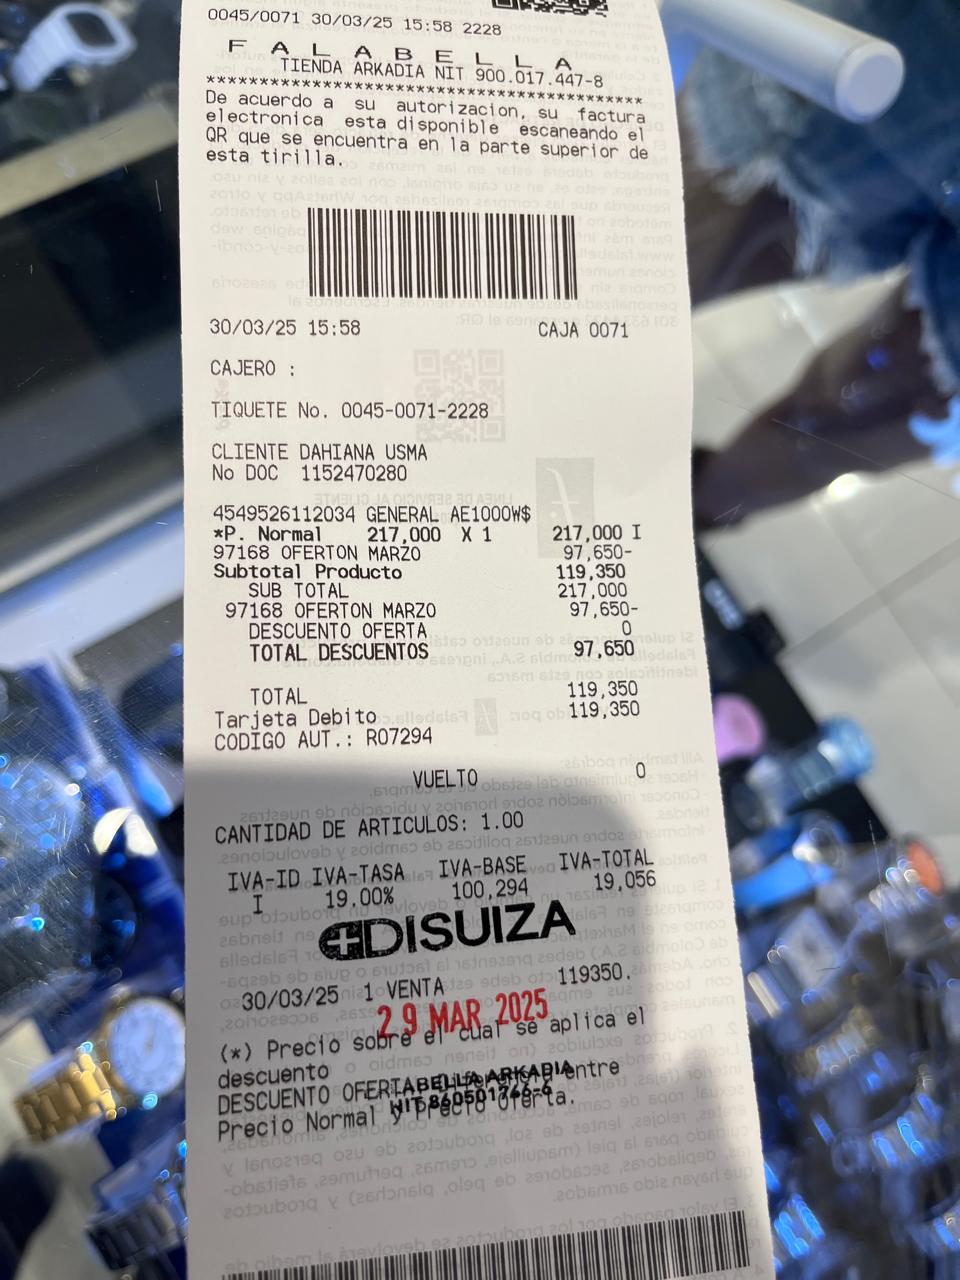 0045/0071 30/03/25 15:58 2228
F A L A B E L L A
TIENDA ARKADIA NIT 900.017.447-8
******************************************
De acuerdo a su autorizacion, su factura
electronica esta disponible escaneando el
QR que se encuentra en la parte superior de
esta tirilla.
30/03/25 15:58 CAJA 0071
CAJERO :
TIQUETE No. 0045-0071-2228
CLIENTE DAHIANA USMA
No DOC 1152470280
4549526112034 GENERAL AE1000W$
*P. Normal 217,000 X 1 217,000 I
97168 OFERTON MARZO 97,650-
Subtotal Producto 119,350
SUB TOTAL 217,000
97168 OFERTON MARZO 97,650-
DESCUENTO OFERTA 0
TOTAL DESCUENTOS 97,650
TOTAL 119,350
Tarjeta Debito 119,350
CODIGO AUT.: R07294
VUELTO 0
CANTIDAD DE ARTICULOS: 1.00
IVA-ID IVA-TASA IVA-BASE IVA-TOTAL
I 19.00% 100,294 19,056
DISUIZA
30/03/25 1 VENTA 119350.
29 MAR 2025
(*) Precio sobre el cual se aplica el
descuento
DESCUENTO OFERTA entre
FALABELLA ARKADIA
NIT 860501766-6
Precio Normal y Precio Oferta.